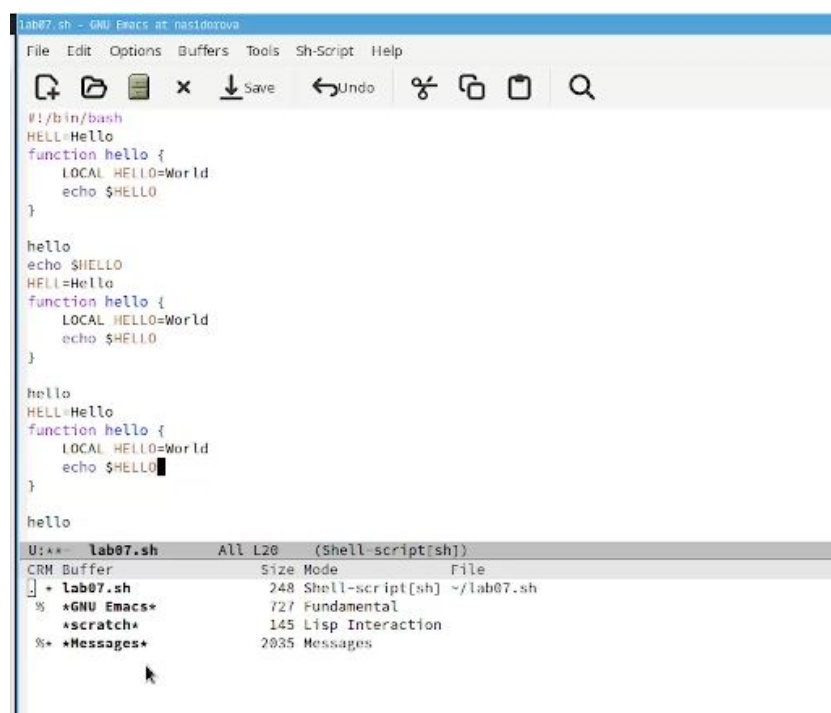 lab07.sh - GNU Emacs at nasidorova
File Edit Options Buffers Tools Sh-Script Help
Save Undo
#!/bin/bash
HELL=Hello
function hello {
    LOCAL HELLO=World
    echo $HELLO
}
hello
echo $HELLO
HELL=Hello
function hello {
    LOCAL HELLO=World
    echo $HELLO
}
hello
HELL=Hello
function hello {
    LOCAL HELLO=World
    echo $HELLO
}
hello
U:**- lab07.sh All L20 (Shell-script[sh])
CRM Buffer Size Mode File
. * lab07.sh 248 Shell-script[sh] ~/lab07.sh
% *GNU Emacs* 727 Fundamental
*scratch* 145 Lisp Interaction
%* *Messages* 2035 Messages